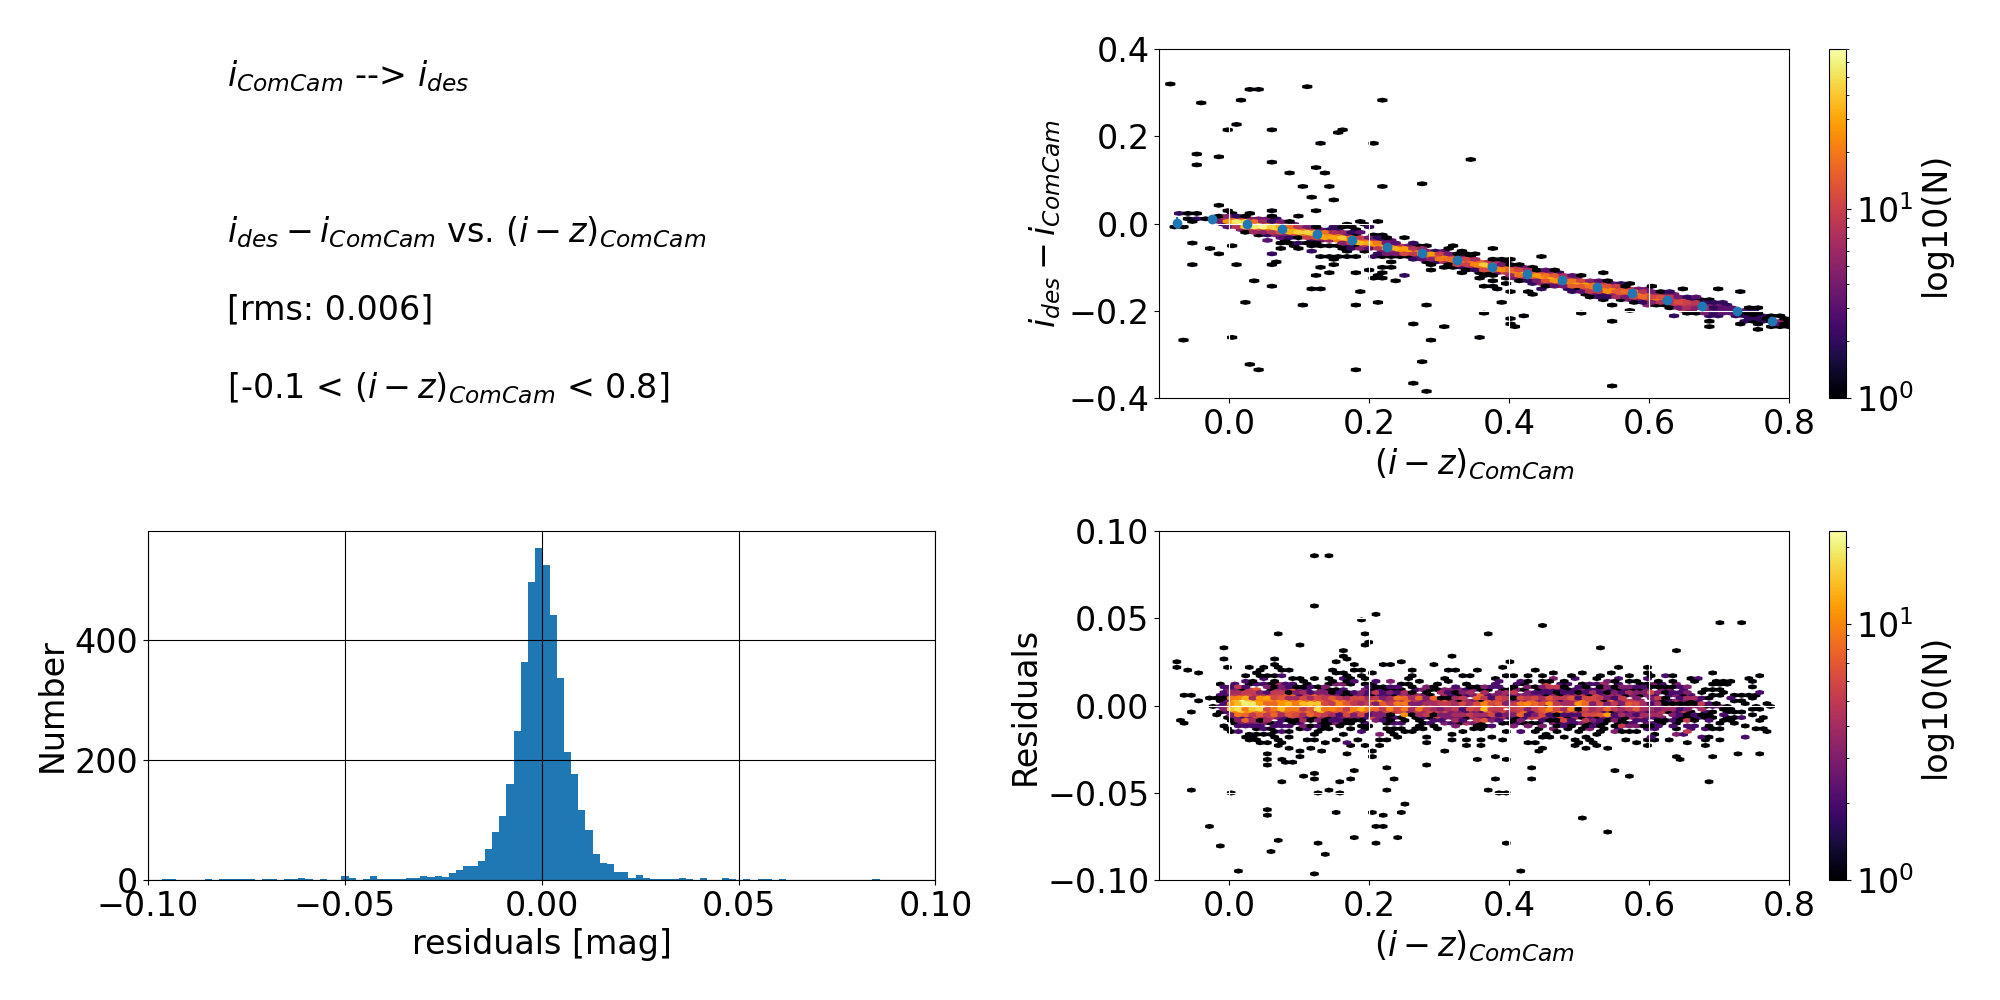 i_ComCam --> i_des
i_des − i_ComCam vs. (i − z)_ComCam
[rms: 0.006]
[-0.1 < (i − z)_ComCam < 0.8]
0.4
0.2
0.0
−0.2
−0.4
i_des − i_ComCam
0.0 0.2 0.4 0.6 0.8
(i − z)_ComCam
10^1
10^0
log10(N)
400
200
0
Number
−0.10 −0.05 0.00 0.05 0.10
residuals [mag]
0.10
0.05
0.00
−0.05
−0.10
Residuals
0.0 0.2 0.4 0.6 0.8
(i − z)_ComCam
10^1
10^0
log10(N)